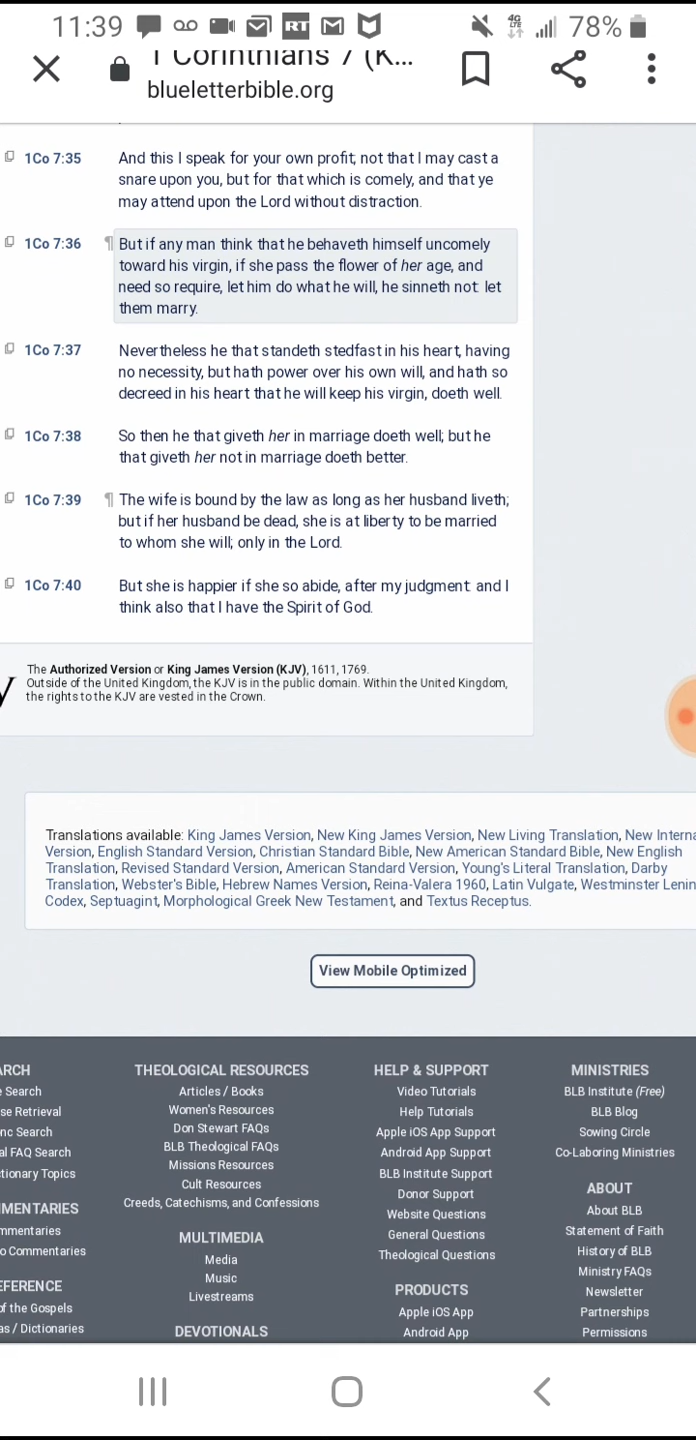 11:39 RT M 4G LTE 78%
1 Corinthians 7 (K...
blueletterbible.org
1Co 7:35 And this I speak for your own profit; not that I may cast a
snare upon you, but for that which is comely, and that ye
may attend upon the Lord without distraction.
1Co 7:36 ¶ But if any man think that he behaveth himself uncomely
toward his virgin, if she pass the flower of her age, and
need so require, let him do what he will, he sinneth not: let
them marry.
1Co 7:37 Nevertheless he that standeth stedfast in his heart, having
no necessity, but hath power over his own will, and hath so
decreed in his heart that he will keep his virgin, doeth well.
1Co 7:38 So then he that giveth her in marriage doeth well; but he
that giveth her not in marriage doeth better.
1Co 7:39 ¶ The wife is bound by the law as long as her husband liveth;
but if her husband be dead, she is at liberty to be married
to whom she will; only in the Lord.
1Co 7:40 But she is happier if she so abide, after my judgment: and I
think also that I have the Spirit of God.
The Authorized Version or King James Version (KJV), 1611, 1769.
Outside of the United Kingdom, the KJV is in the public domain. Within the United Kingdom,
the rights to the KJV are vested in the Crown.
Translations available: King James Version, New King James Version, New Living Translation, New Interna
Version, English Standard Version, Christian Standard Bible, New American Standard Bible, New English
Translation, Revised Standard Version, American Standard Version, Young's Literal Translation, Darby
Translation, Webster's Bible, Hebrew Names Version, Reina-Valera 1960, Latin Vulgate, Westminster Lenin
Codex, Septuagint, Morphological Greek New Testament, and Textus Receptus.
View Mobile Optimized
ARCH
e Search
se Retrieval
nc Search
al FAQ Search
tionary Topics
MMENTARIES
mmentaries
o Commentaries
EFERENCE
of the Gospels
as / Dictionaries
THEOLOGICAL RESOURCES
Articles / Books
Women's Resources
Don Stewart FAQs
BLB Theological FAQs
Missions Resources
Cult Resources
Creeds, Catechisms, and Confessions
MULTIMEDIA
Media
Music
Livestreams
DEVOTIONALS
HELP & SUPPORT
Video Tutorials
Help Tutorials
Apple iOS App Support
Android App Support
BLB Institute Support
Donor Support
Website Questions
General Questions
Theological Questions
PRODUCTS
Apple iOS App
Android App
MINISTRIES
BLB Institute (Free)
BLB Blog
Sowing Circle
Co-Laboring Ministries
ABOUT
About BLB
Statement of Faith
History of BLB
Ministry FAQs
Newsletter
Partnerships
Permissions